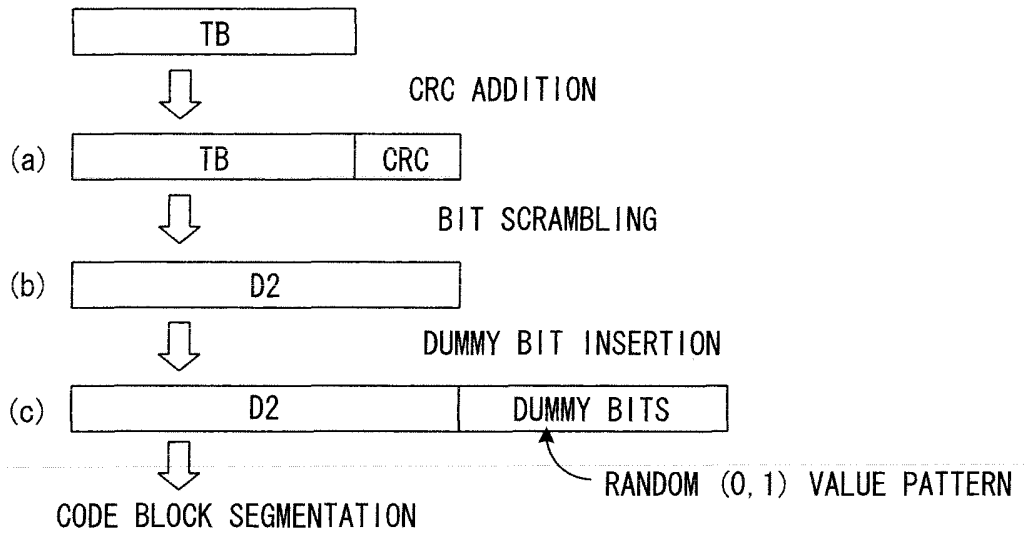 TB
CRC ADDITION
(a) TB CRC
BIT SCRAMBLING
(b) D2
DUMMY BIT INSERTION
(c) D2 DUMMY BITS
RANDOM (0,1) VALUE PATTERN
CODE BLOCK SEGMENTATION